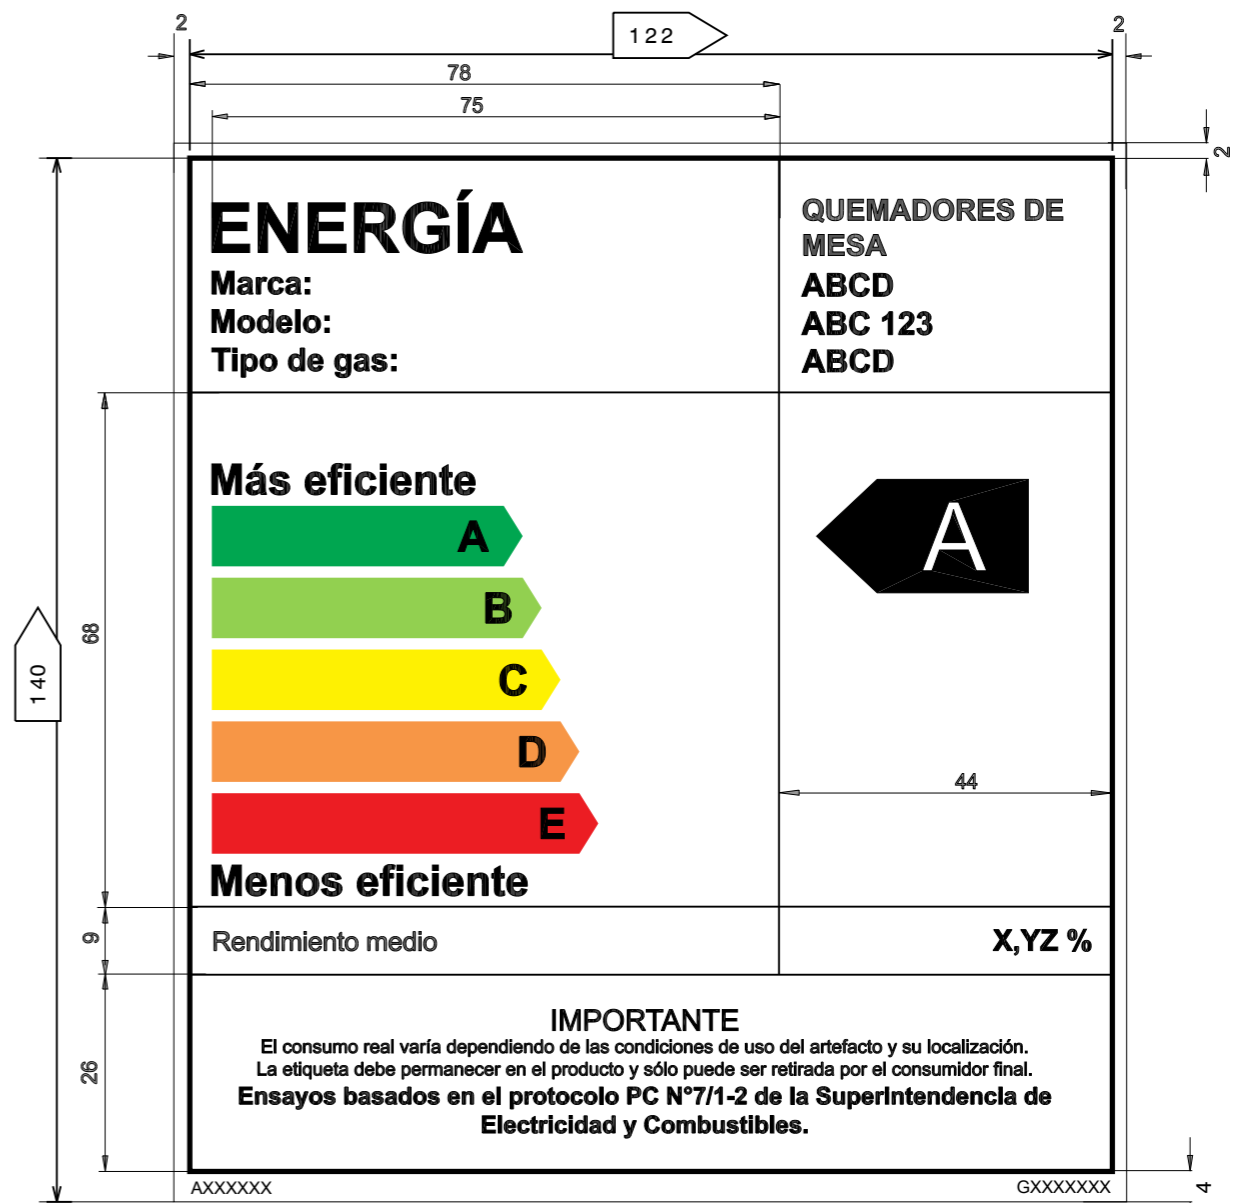 2
122
2
78
75
2
ENERGÍA
QUEMADORES DE
MESA
Marca:
ABCD
Modelo:
ABC 123
Tipo de gas:
ABCD
Más eficiente
A
A
B
68
140
C
D
44
E
Menos eficiente
9
Rendimiento medio
X,YZ %
IMPORTANTE
El consumo real varía dependiendo de las condiciones de uso del artefacto y su localización.
La etiqueta debe permanecer en el producto y sólo puede ser retirada por el consumidor final.
26
Ensayos basados en el protocolo PC N°7/1-2 de la Superintendencia de
Electricidad y Combustibles.
AXXXXXX
GXXXXXXX
4